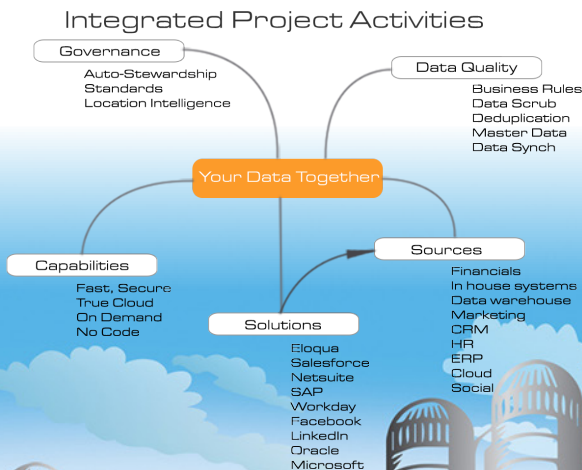 Integrated Project Activities
Governance
Auto-Stewardship
Standards
Location Intelligence
Data Quality
Business Rules
Data Scrub
Deduplication
Master Data
Data Synch
Your Data Together
Capabilities
Fast, Secure
True Cloud
On Demand
No Code
Solutions
Eloqua
Salesforce
Netsuite
SAP
Workday
Facebook
LinkedIn
Oracle
Microsoft
Sources
Financials
In house systems
Data warehouse
Marketing
CRM
HR
ERP
Cloud
Social